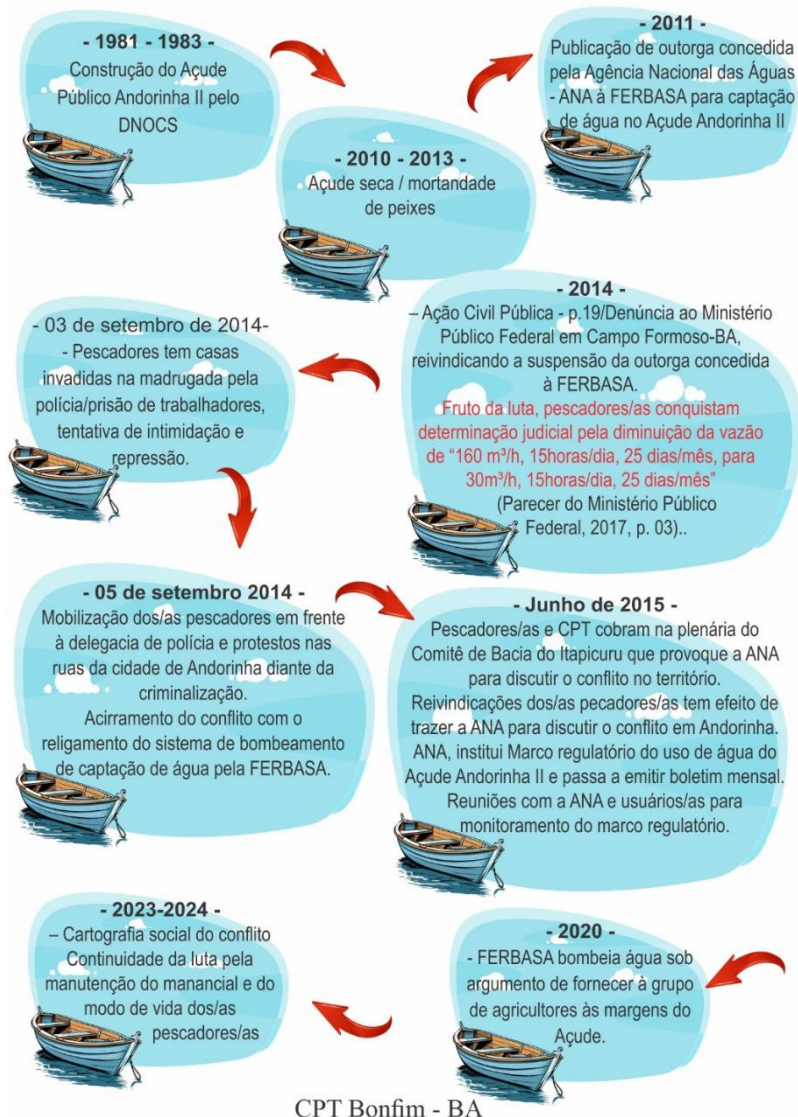 - 1981 - 1983 -
Construção do Açude
Público Andorinha II pelo
DNOCS
- 2010 - 2013 -
Açude seca / mortandade
de peixes
- 2011 -
Publicação de outorga concedida
pela Agência Nacional das Águas
- ANA à FERBASA para captação
de água no Açude Andorinha II
- 2014 -
– Ação Civil Pública - p.19/Denúncia ao Ministério
Público Federal em Campo Formoso-BA,
reivindicando a suspensão da outorga concedida
à FERBASA.
Fruto da luta, pescadores/as conquistam
determinação judicial pela diminuição da vazão
de “160 m³/h, 15horas/dia, 25 dias/mês, para
30m³/h, 15horas/dia, 25 dias/mês”
(Parecer do Ministério Público
Federal, 2017, p. 03)..
- 03 de setembro de 2014-
- Pescadores tem casas
invadidas na madrugada pela
polícia/prisão de trabalhadores,
tentativa de intimidação e
repressão.
- 05 de setembro 2014 -
Mobilização dos/as pescadores em frente
à delegacia de polícia e protestos nas
ruas da cidade de Andorinha diante da
criminalização.
Acirramento do conflito com o
religamento do sistema de bombeamento
de captação de água pela FERBASA.
- Junho de 2015 -
Pescadores/as e CPT cobram na plenária do
Comitê de Bacia do Itapicuru que provoque a ANA
para discutir o conflito no território.
Reivindicações dos/as pecadores/as tem efeito de
trazer a ANA para discutir o conflito em Andorinha.
ANA, institui Marco regulatório do uso de água do
Açude Andorinha II e passa a emitir boletim mensal.
Reuniões com a ANA e usuários/as para
monitoramento do marco regulatório.
- 2020 -
- FERBASA bombeia água sob
argumento de fornecer à grupo
de agricultores às margens do
Açude.
- 2023-2024 -
– Cartografia social do conflito
Continuidade da luta pela
manutenção do manancial e do
modo de vida dos/as
pescadores/as
CPT Bonfim - BA